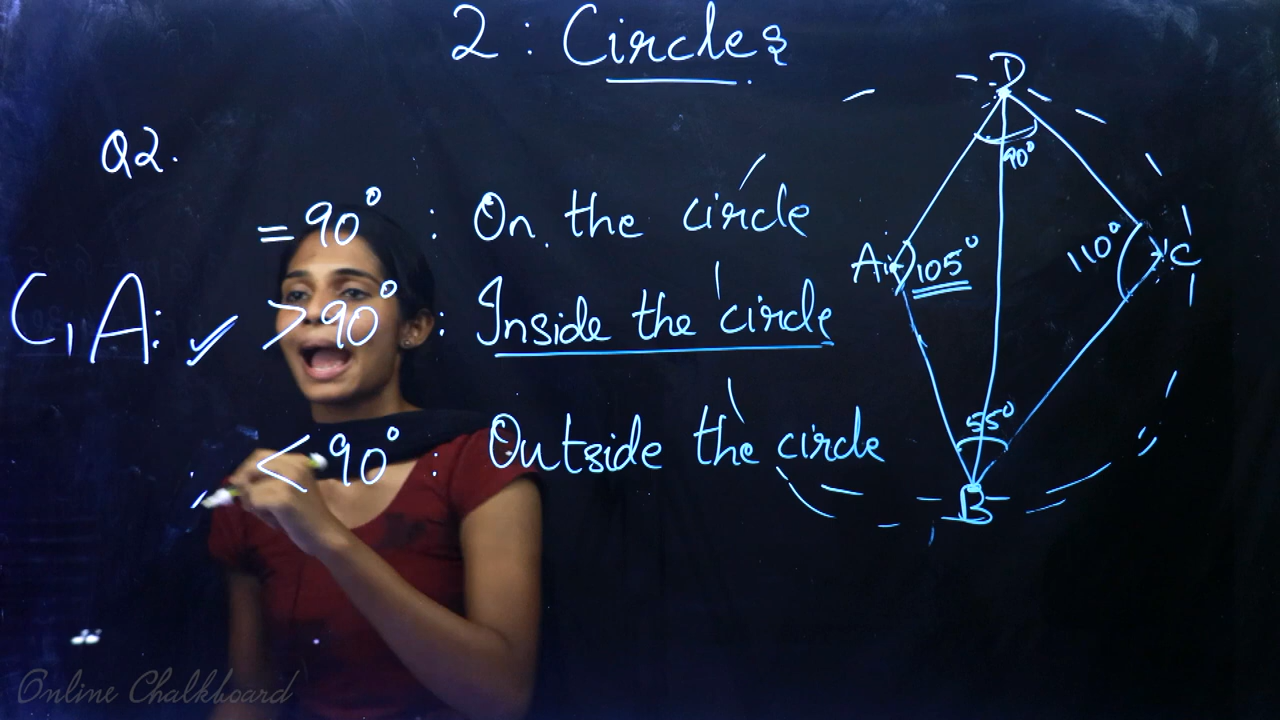 2 : Circles
Q2.
= 90° : On the circle
C, A : ✓ > 90° : Inside the circle
< 90° : Outside the circle
D
90°
A 105°
110° C
55°
B
Online Chalkboard